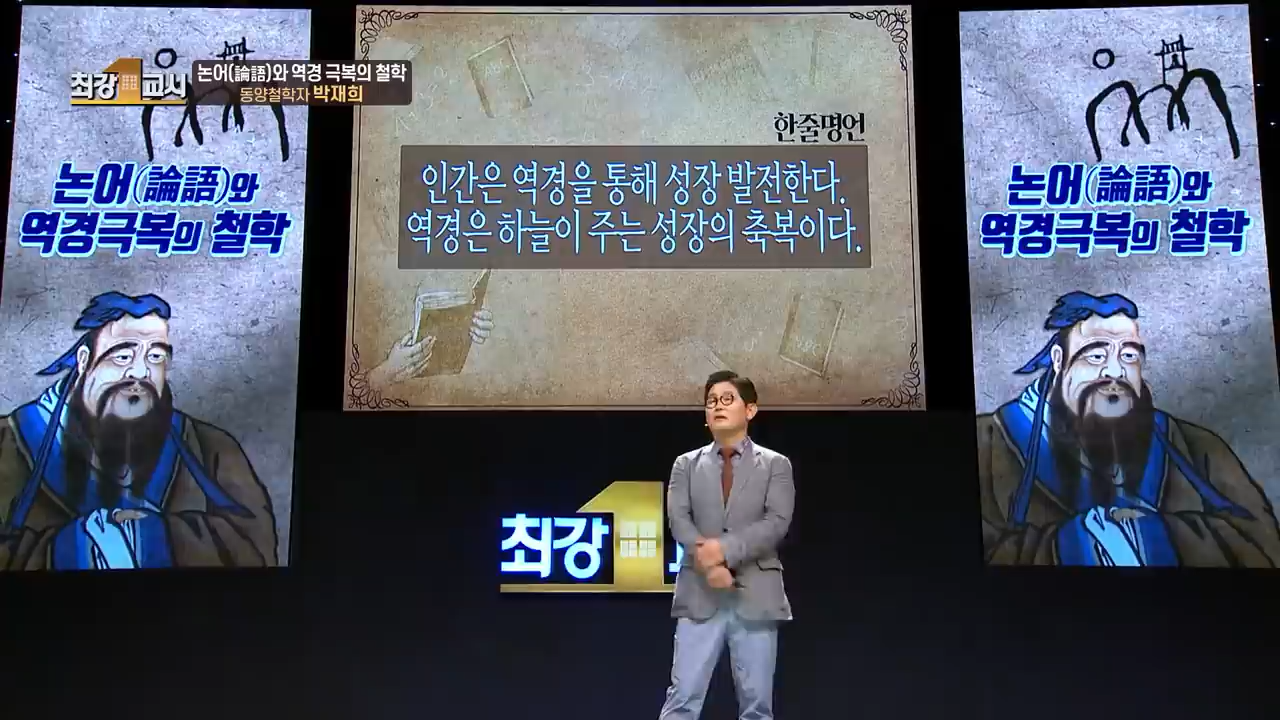 최강1교시
논어(論語)와 역경 극복의 철학
동양철학자 박재희
논어(論語)와
역경극복의 철학
한줄명언
인간은 역경을 통해 성장 발전한다.
역경은 하늘이 주는 성장의 축복이다.
논어(論語)와
역경극복의 철학
최강1